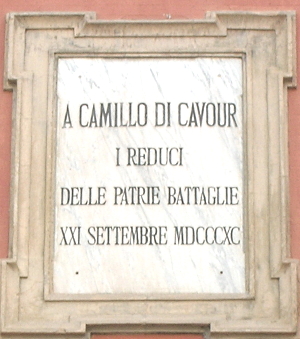 A CAMILLO DI CAVOUR
I REDUCI
DELLE PATRIE BATTAGLIE
XXI SETTEMBRE MDCCCXC